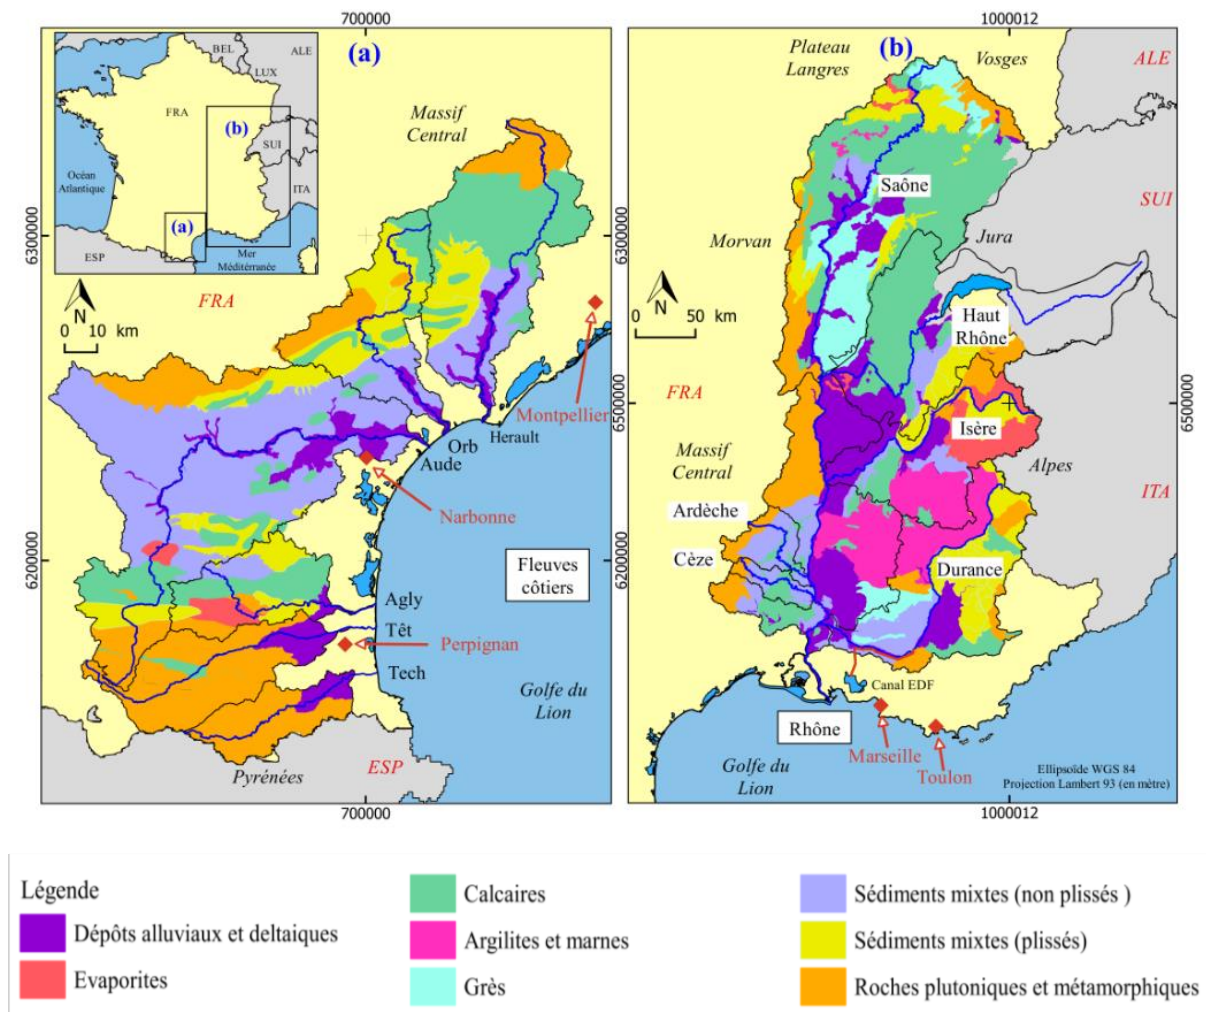 700000
1000012
(a)
BEL
ALE
LUX
FRA
(b)
SUI
Océan
Atlantique
ITA
(a)
ESP
Mer
Méditérranée
Massif
Central
6300000
FRA
N
0 10 km
Montpellier
Herault
Orb
Aude
Narbonne
6200000
Fleuves
côtiers
Agly
Têt
Perpignan
Tech
Golfe du
Lion
Pyrénées
ESP
700000
Plateau
Langres
(b)
Vosges
ALE
Saône
SUI
Morvan
Jura
N
0 50 km
Haut
Rhône
FRA
6500000
Isère
Massif
Central
Alpes
ITA
Ardèche
Cèze
Durance
6200000
Canal EDF
Rhône
Marseille
Toulon
Golfe du
Lion
Ellipsoïde WGS 84
Projection Lambert 93 (en mètre)
1000012
Légende
Dépôts alluviaux et deltaiques
Evaporites
Calcaires
Argilites et marnes
Grès
Sédiments mixtes (non plissés )
Sédiments mixtes (plissés)
Roches plutoniques et métamorphiques